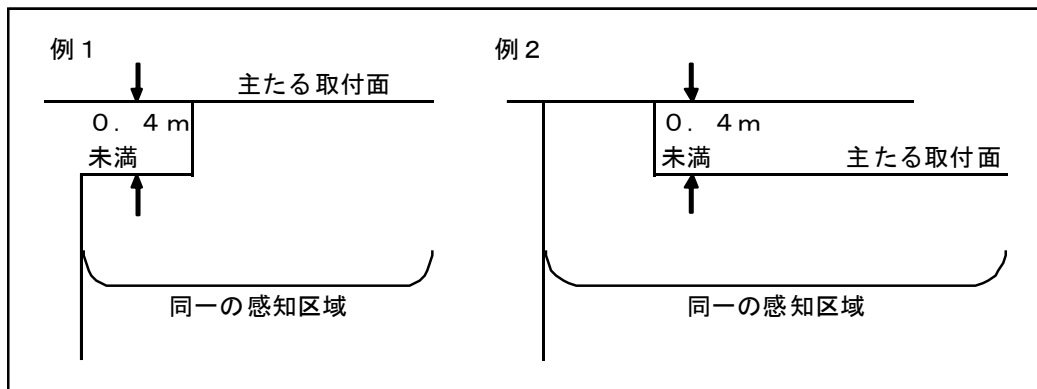 例１
主たる取付面
０．４ｍ
未満
同一の感知区域
例２
０．４ｍ
未満
主たる取付面
同一の感知区域